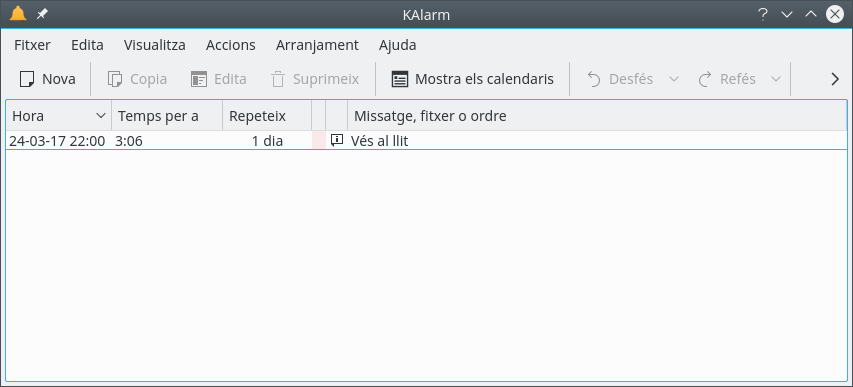 KAlarm
Fitxer Edita Visualitza Accions Arranjament Ajuda
Nova Copia Edita Suprimeix Mostra els calendaris Desfés Refés
Hora Temps per a Repeteix Missatge, fitxer o ordre
24-03-17 22:00 3:06 1 dia Vés al llit